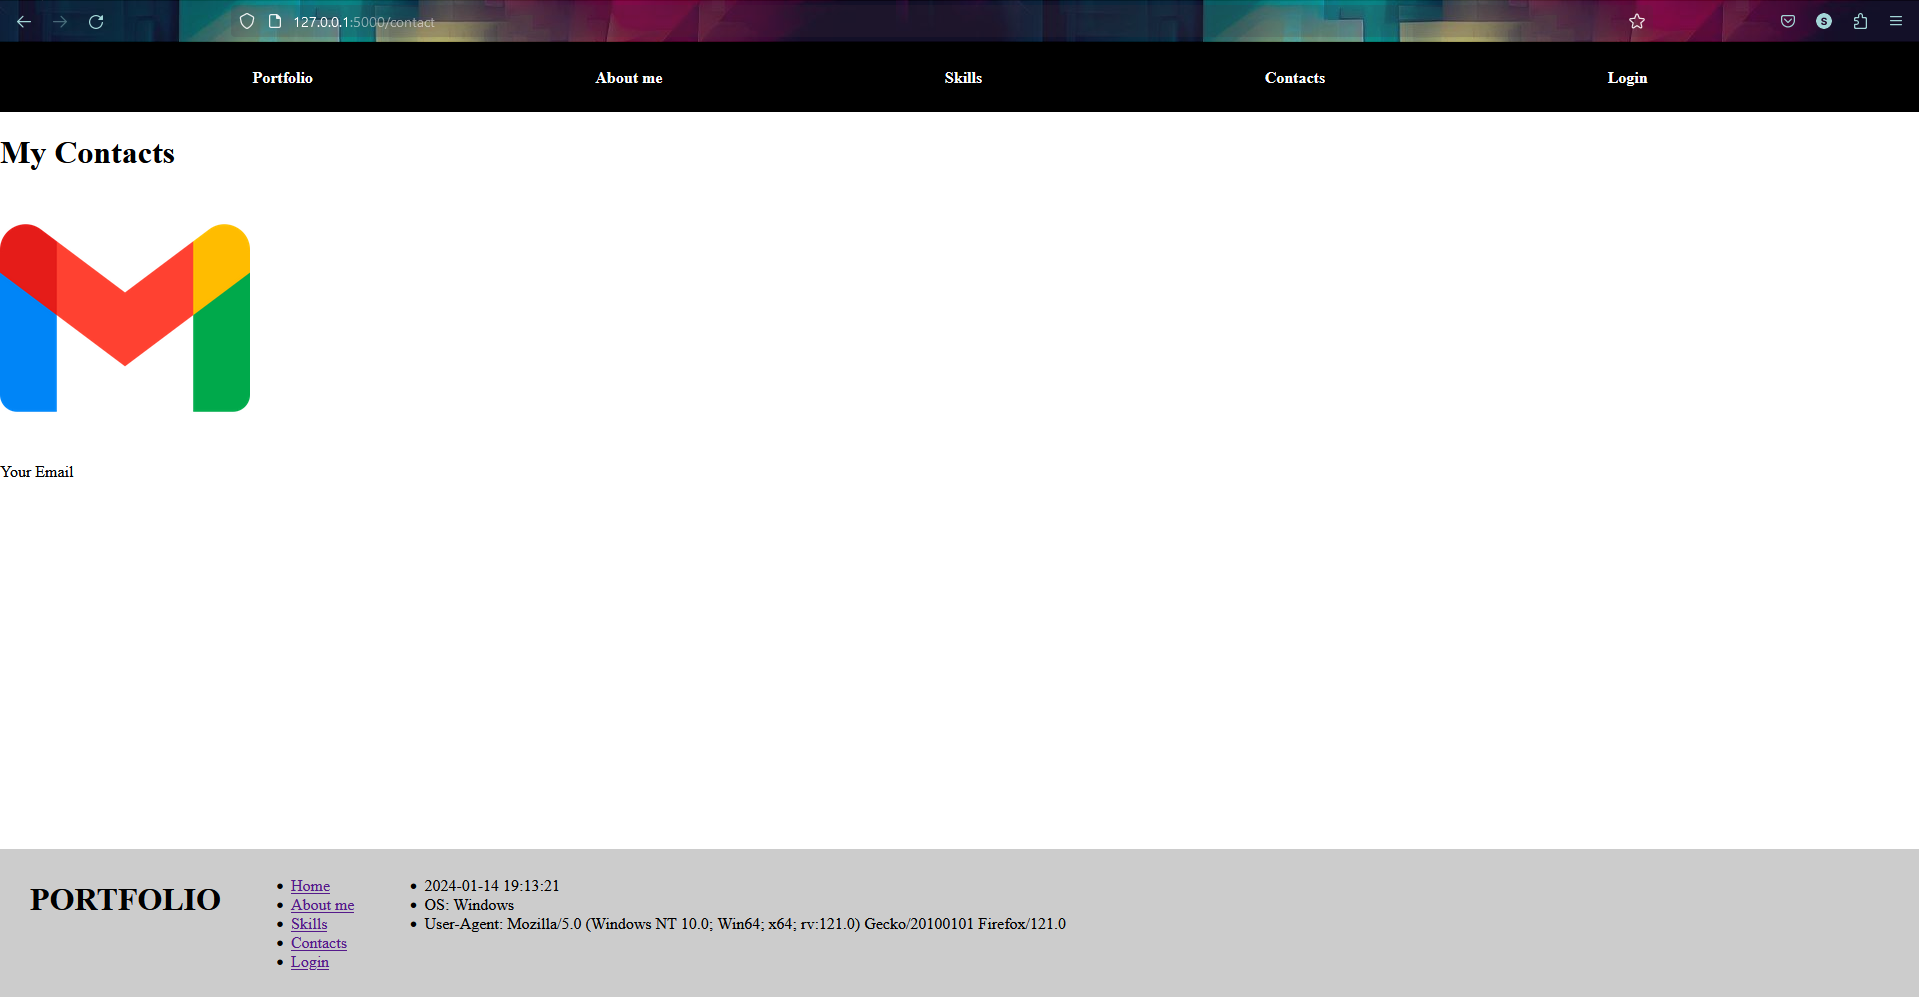 127.0.0.1:5000/contact
S
Portfolio About me Skills Contacts Login
My Contacts
Your Email
PORTFOLIO
Home
About me
Skills
Contacts
Login
2024-01-14 19:13:21
OS: Windows
User-Agent: Mozilla/5.0 (Windows NT 10.0; Win64; x64; rv:121.0) Gecko/20100101 Firefox/121.0